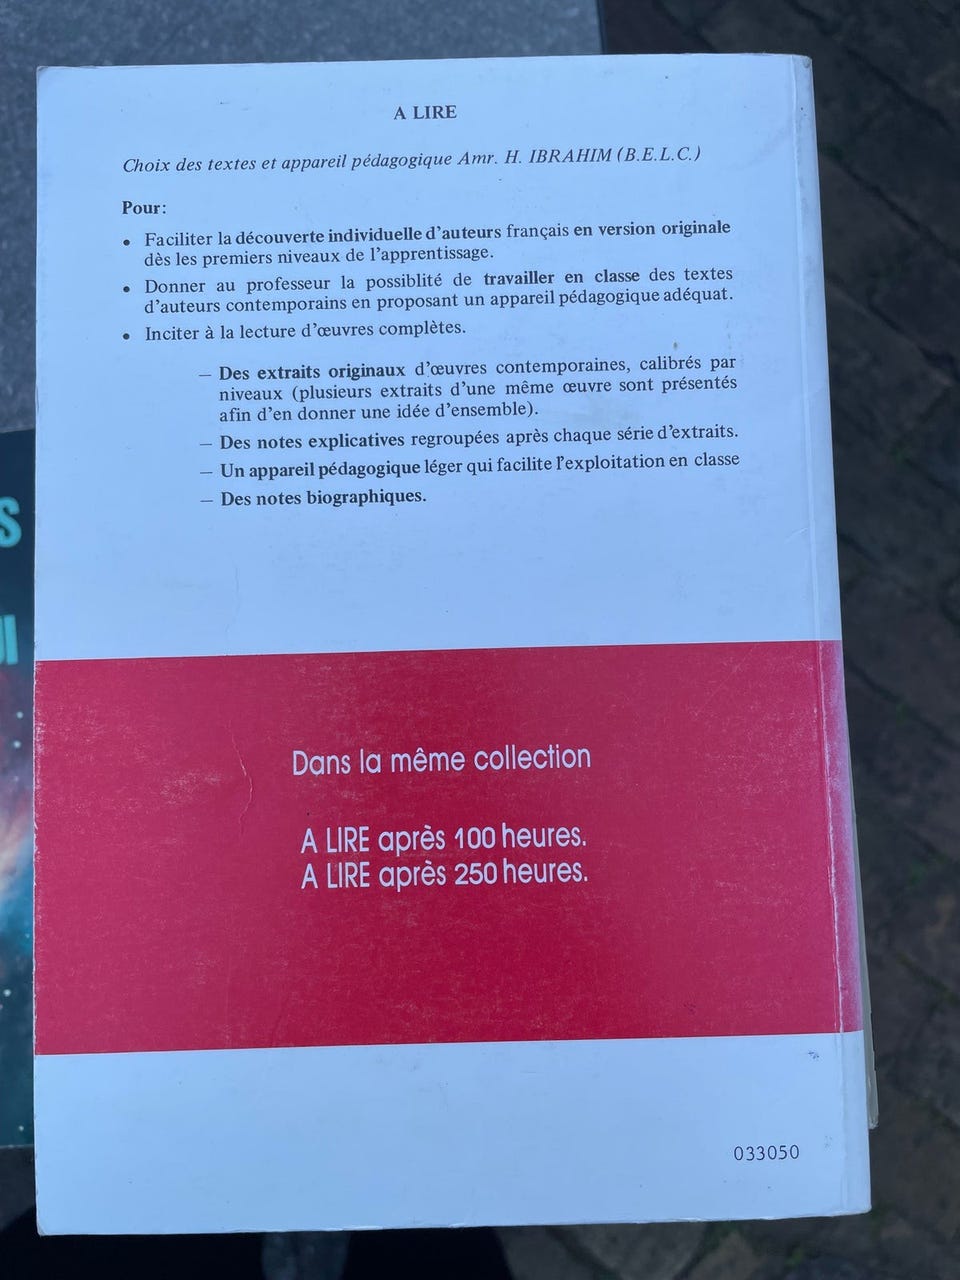 A LIRE
Choix des textes et appareil pédagogique Amr. H. IBRAHIM (B.E.L.C.)
Pour:
• Faciliter la découverte individuelle d'auteurs français en version originale
dès les premiers niveaux de l'apprentissage.
• Donner au professeur la possiblité de travailler en classe des textes
d'auteurs contemporains en proposant un appareil pédagogique adéquat.
• Inciter à la lecture d'œuvres complètes.
– Des extraits originaux d'œuvres contemporaines, calibrés par
niveaux (plusieurs extraits d'une même œuvre sont présentés
afin d'en donner une idée d'ensemble).
– Des notes explicatives regroupées après chaque série d'extraits.
– Un appareil pédagogique léger qui facilite l'exploitation en classe
– Des notes biographiques.
Dans la même collection
A LIRE après 100 heures.
A LIRE après 250 heures.
033050